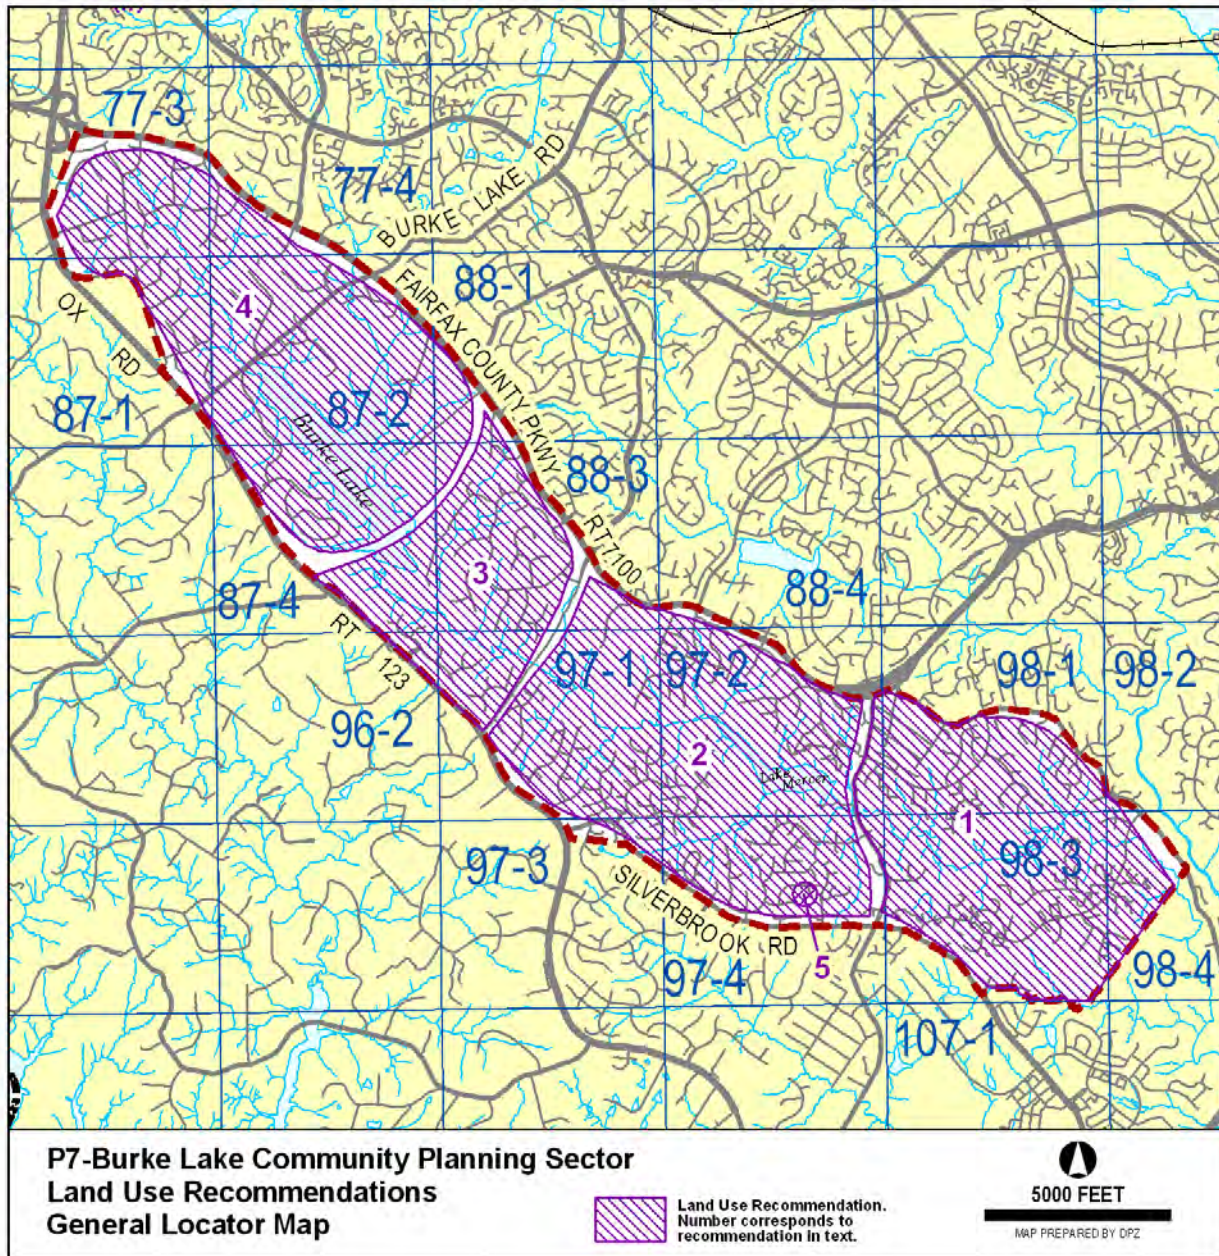 77-3
77-4
BURKE LAKE RD
88-1
FAIRFAX COUNTY PKWY
RT7100
OX RD
4
87-1
87-2
Burke Lake
88-3
3
87-4
88-4
RT 123
97-1
97-2
98-1
98-2
96-2
2
Lake Mercer
1
98-3
97-3
SILVERBROOK RD
5
97-4
98-4
107-1
P7-Burke Lake Community Planning Sector
Land Use Recommendations
General Locator Map
Land Use Recommendation.
Number corresponds to
recommendation in text.
5000 FEET
MAP PREPARED BY DPZ